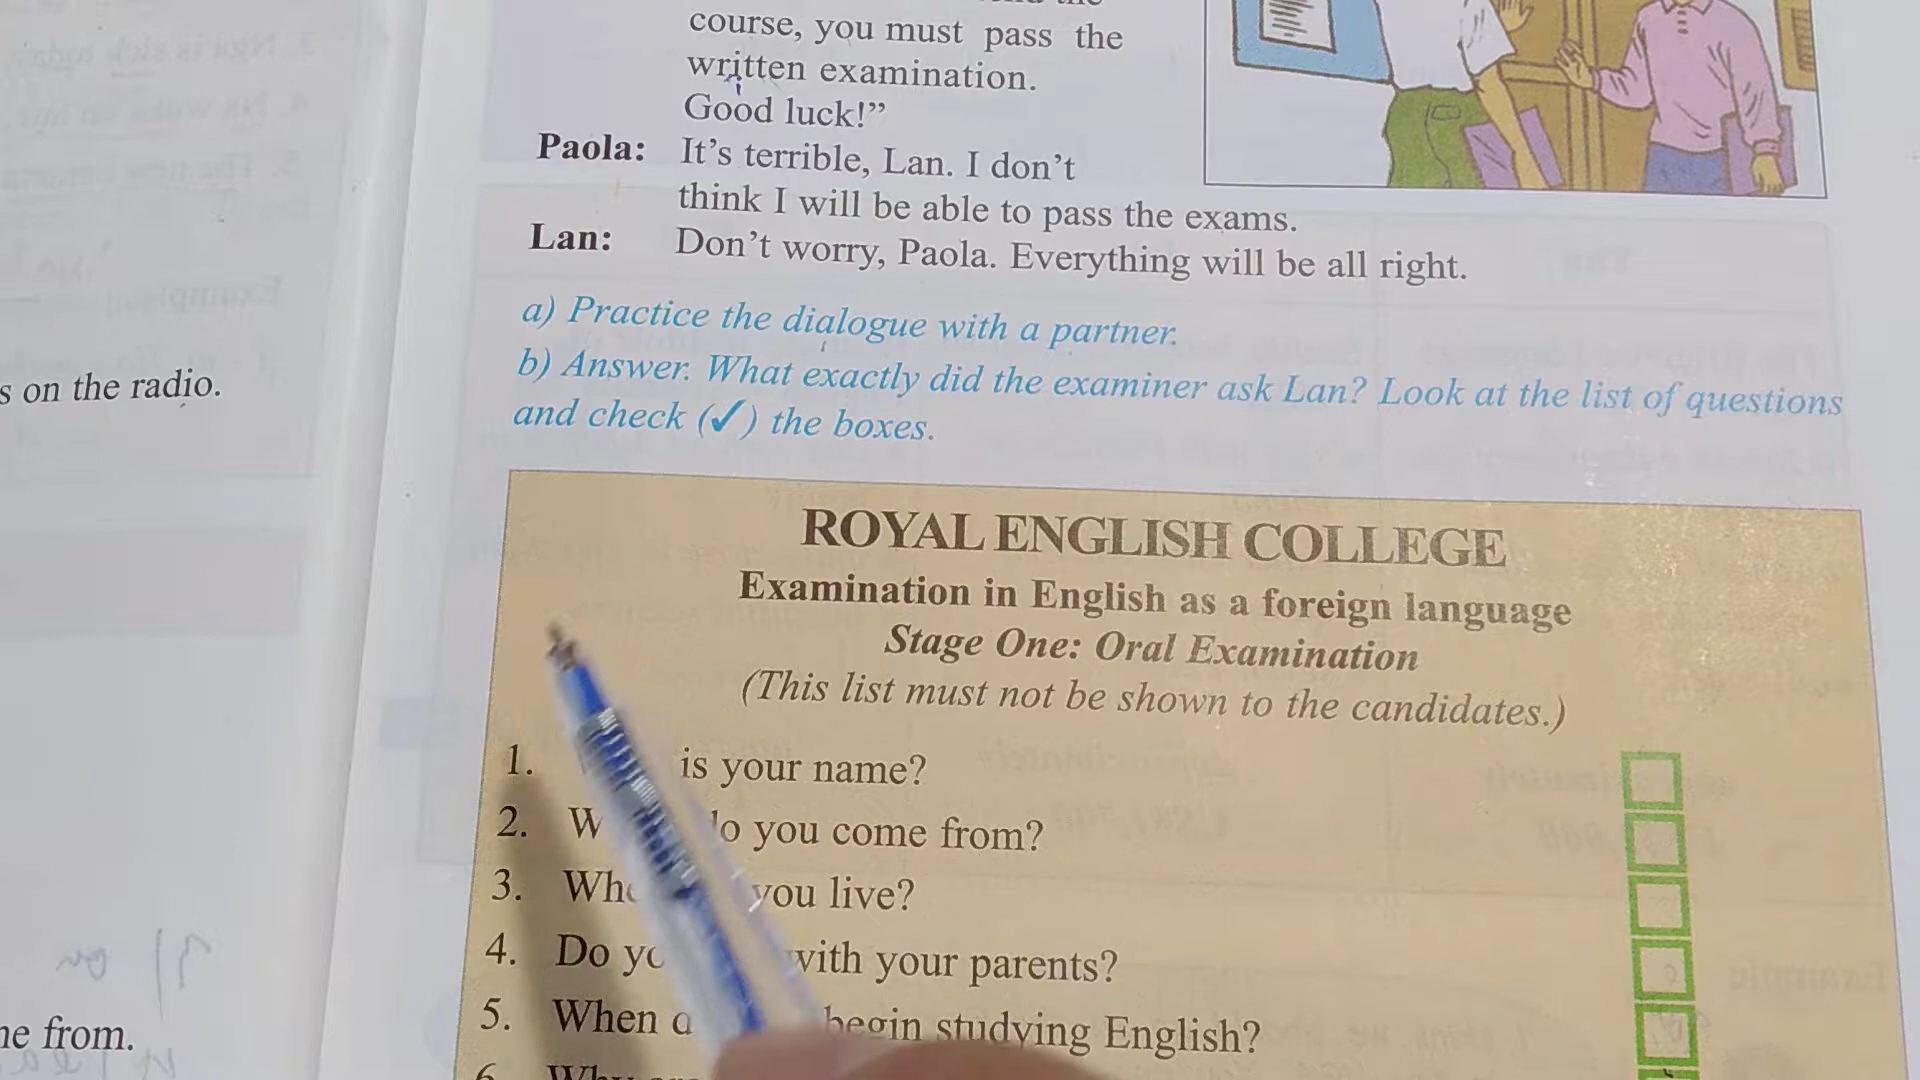 course, you must pass the
written examination.
Good luck!”
Paola: It’s terrible, Lan. I don’t
think I will be able to pass the exams.
Lan: Don’t worry, Paola. Everything will be all right.
a) Practice the dialogue with a partner.
b) Answer. What exactly did the examiner ask Lan? Look at the list of questions
and check (✓) the boxes.
s on the radio.
ROYAL ENGLISH COLLEGE
Examination in English as a foreign language
Stage One: Oral Examination
(This list must not be shown to the candidates.)
1. is your name?
2. you come from?
3. you live?
4. Do with your parents?
5. When begin studying English?
6.
ne from.